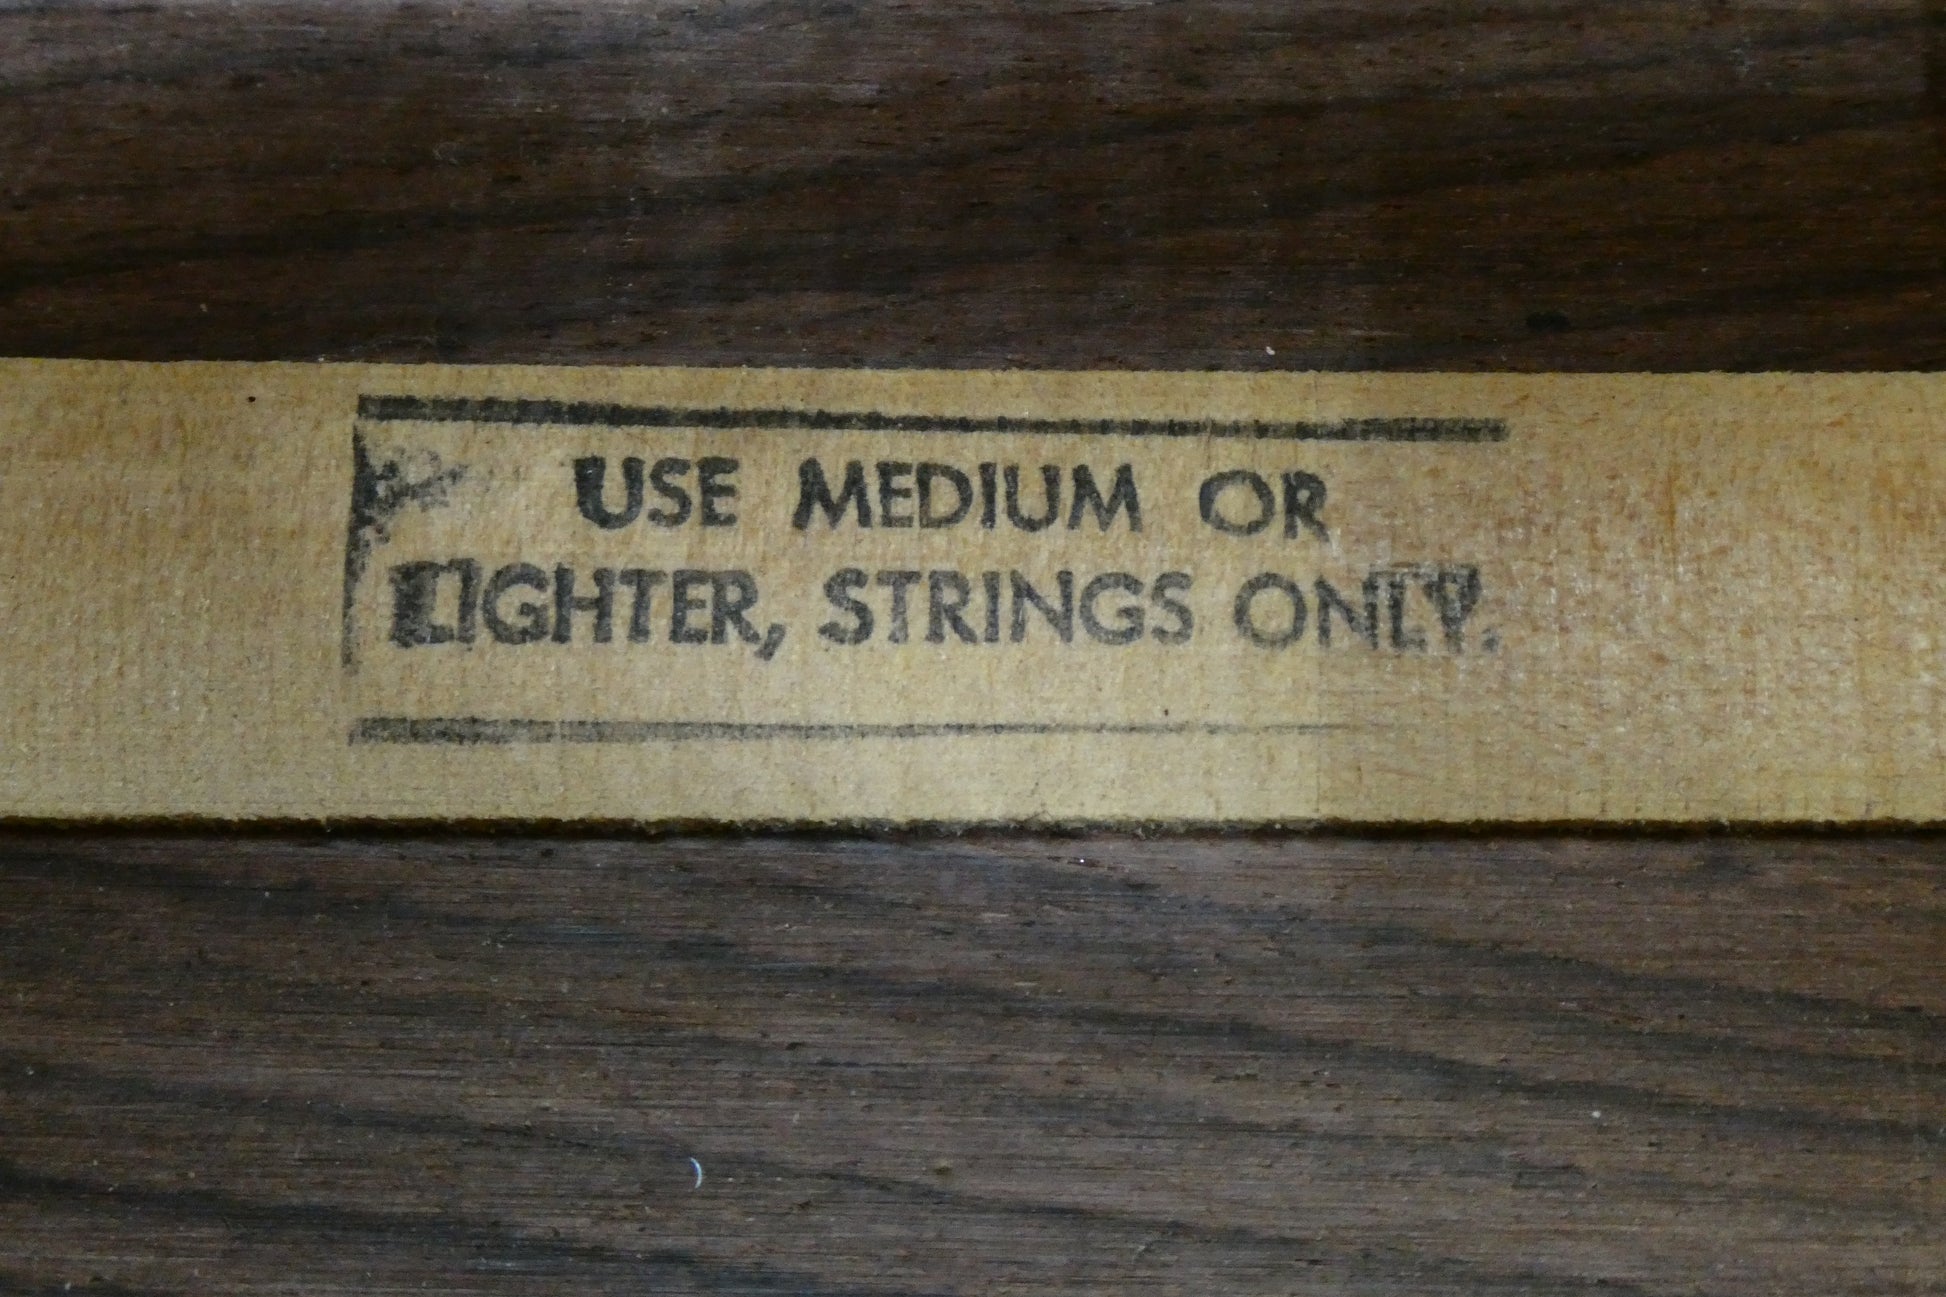 USE MEDIUM OR
LIGHTER, STRINGS ONLY.